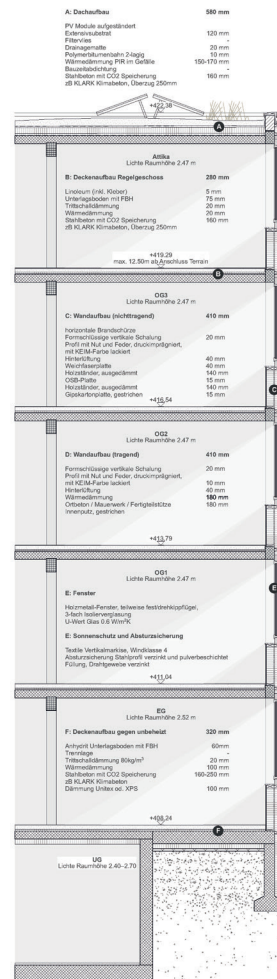 A: Dachaufbau 580 mm
PV Module aufgeständert
Extensivsubstrat 120 mm
Filtervlies -
Drainagematte 20 mm
Polymerbitumenbahn 2-lagig 10 mm
Wärmedämmung PIR im Gefälle 150-170 mm
Bauzeitabdichtung -
Stahlbeton mit CO2 Speicherung 160 mm
zB KLARK Klimabeton, Überzug 250mm
+422.38
A
Attika
Lichte Raumhöhe 2.47 m
B: Deckenaufbau Regelgeschoss 280 mm
Linoleum (inkl. Kleber) 5 mm
Unterlagsboden mit FBH 75 mm
Trittschalldämmung 20 mm
Wärmedämmung 20 mm
Stahlbeton mit CO2 Speicherung 160 mm
zB KLARK Klimabeton, Überzug 250mm
+419.29
max. 12.50m ab Anschluss Terrain
B
OG3
Lichte Raumhöhe 2.47 m
C: Wandaufbau (nichttragend) 410 mm
horizontale Brandschürze
Formschlüssige vertikale Schalung 20 mm
Profil mit Nut und Feder, druckimprägniert,
mit KEIM-Farbe lackiert
Hinterlüftung 40 mm
Weichfaserplatte 40 mm
Holzständer, ausgedämmt 140 mm
OSB-Platte 15 mm
Holzständer, ausgedämmt 140 mm
Gipskartonplatte, gestrichen 15 mm
C
+416.54
OG2
Lichte Raumhöhe 2.47 m
D: Wandaufbau (tragend) 410 mm
Formschlüssige vertikale Schalung 20 mm
Profil mit Nut und Feder, druckimprägniert,
mit KEIM-Farbe lackiert 10 mm
Hinterlüftung 40 mm
Wärmedämmung 180 mm
Ortbeton / Mauerwerk / Fertigteilstütze 180 mm
Innenputz, gestrichen
+413.79
OG1
Lichte Raumhöhe 2.47 m
E: Fenster
E
Holzmetall-Fenster, teilweise fest/drehkippflügel,
3-fach Isolierverglasung
U-Wert Glas 0.6 W/m²K
E: Sonnenschutz und Absturzsicherung
Textile Vertikalmarkise, Windklasse 4
Absturzsicherung Stahlprofil verzinkt und pulverbeschichtet
Füllung, Drahtgewebe verzinkt
+411.04
EG
Lichte Raumhöhe 2.52 m
F: Deckenaufbau gegen unbeheizt 320 mm
Anhydrit Unterlagsboden mit FBH 60mm
Trennlage -
Trittschalldämmung 80kg/m³ 20 mm
Wärmedämmung 100 mm
Stahlbeton mit CO2 Speicherung 160-250 mm
zB KLARK Klimabeton
Dämmung Unitex od. XPS 100 mm
+408.24
F
UG
Lichte Raumhöhe 2.40-2.70